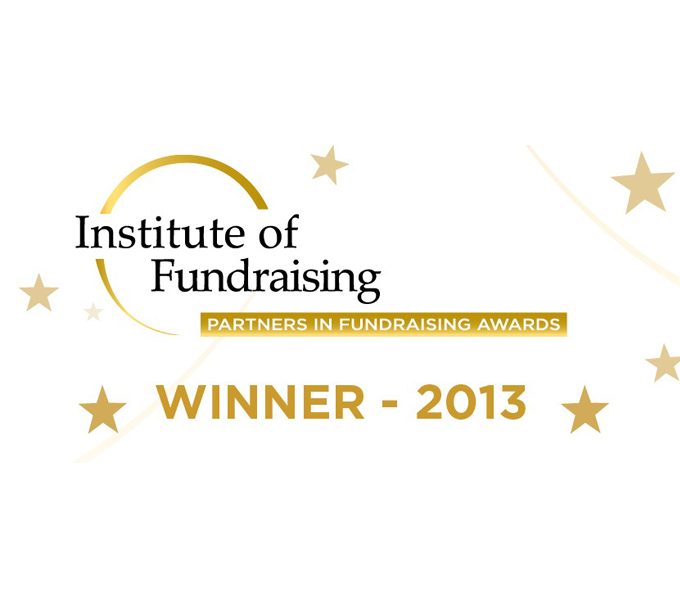 Institute of
Fundraising
PARTNERS IN FUNDRAISING AWARDS
WINNER - 2013